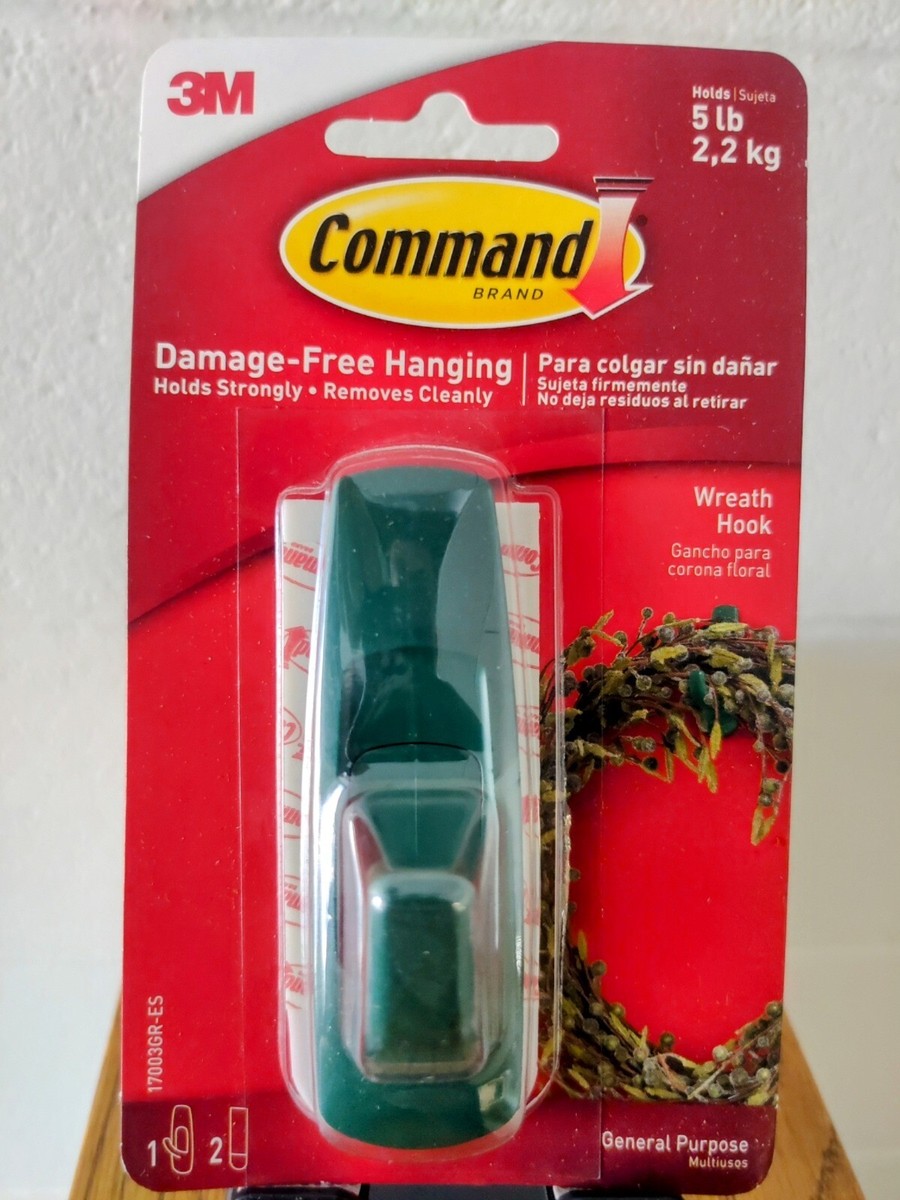 3M
Holds | Sujeta
5 lb
2,2 kg
Command
BRAND
Damage-Free Hanging
Holds Strongly • Removes Cleanly
Para colgar sin dañar
Sujeta firmemente
No deja residuos al retirar
Wreath
Hook
Gancho para
corona floral
17003GR-ES
1 2
General Purpose
Multiusos